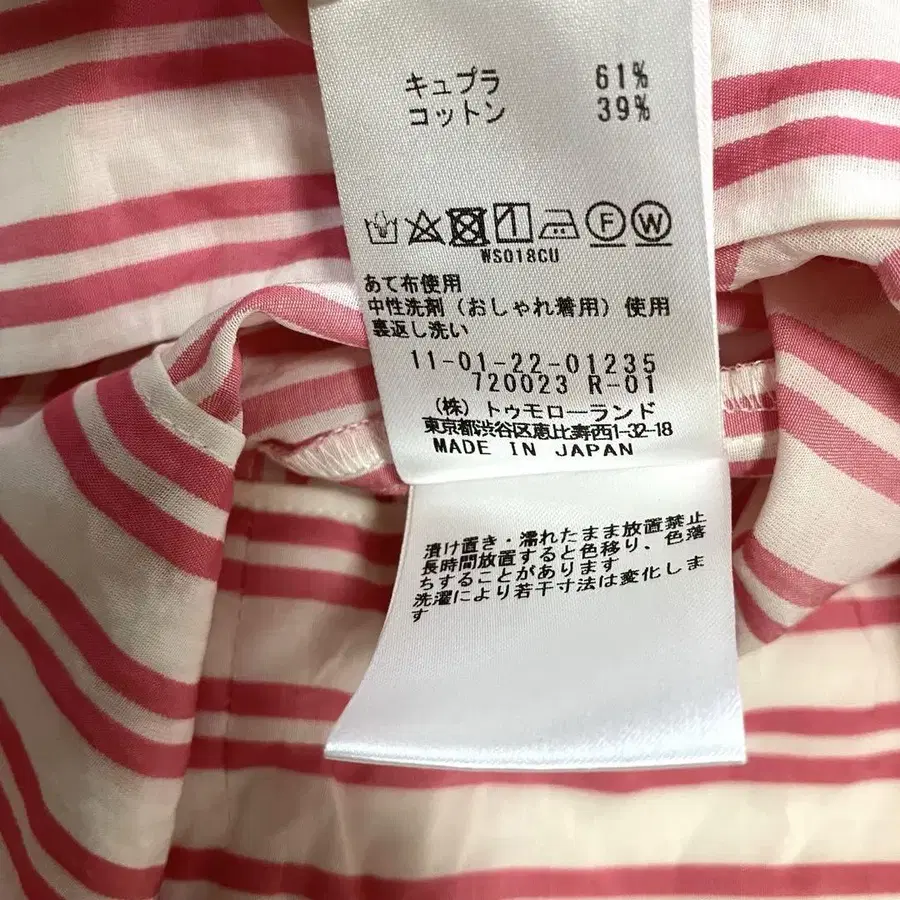 キュプラ 61%
コットン 39%
F W
WS018CU
あて布使用
中性洗剤（おしゃれ着用）使用
裏返し洗い
11-01-22-01235
720023 R-01
（株）トゥモローランド
東京都渋谷区恵比寿西1-32-18
MADE IN JAPAN
漬け置き・濡れたまま放置禁止
長時間放置すると色移り、色落
ちすることがあります
洗濯により若干寸法は変化しま
す